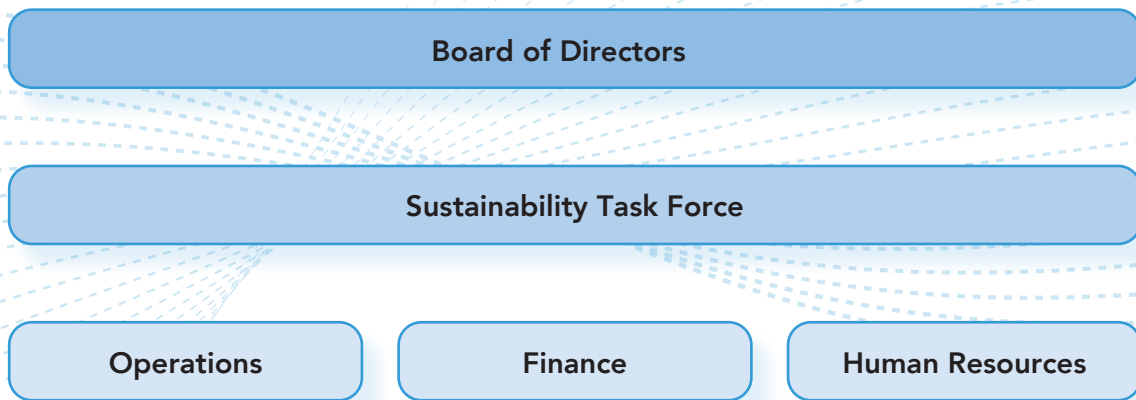 Board of Directors
Sustainability Task Force
Operations
Finance
Human Resources